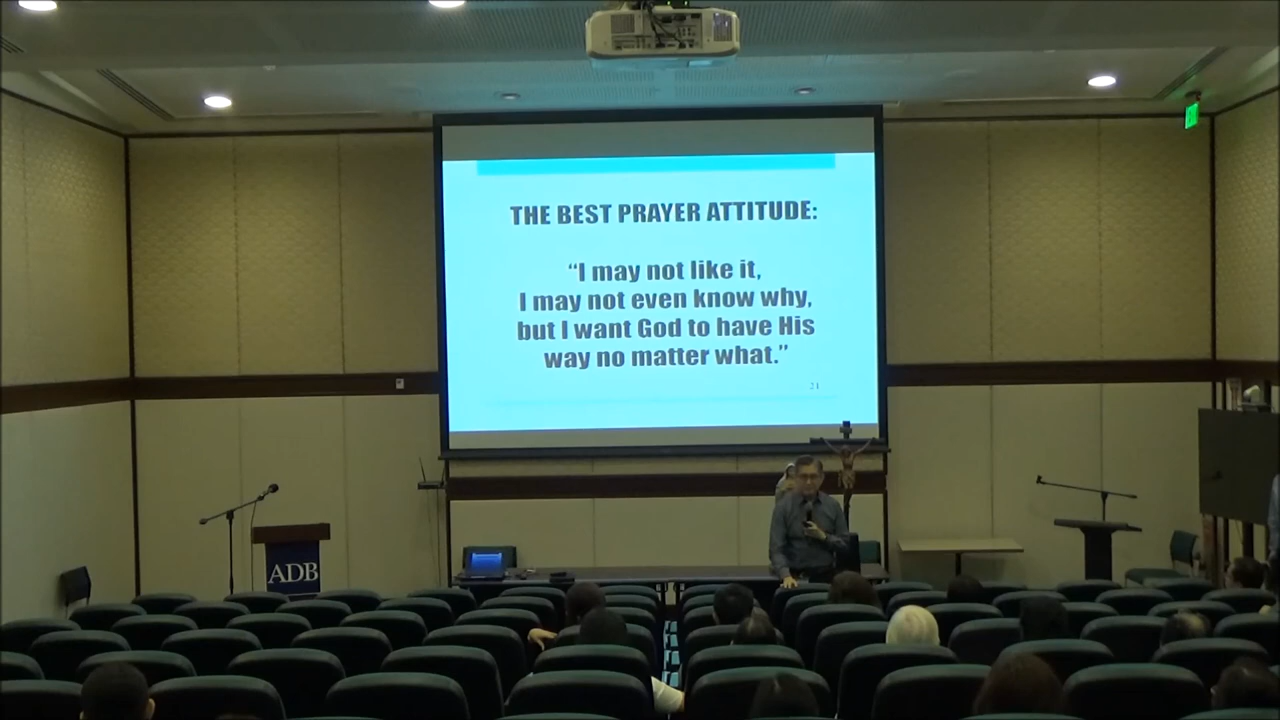 THE BEST PRAYER ATTITUDE:
“I may not like it,
I may not even know why,
but I want God to have His
way no matter what.”
21
ADB